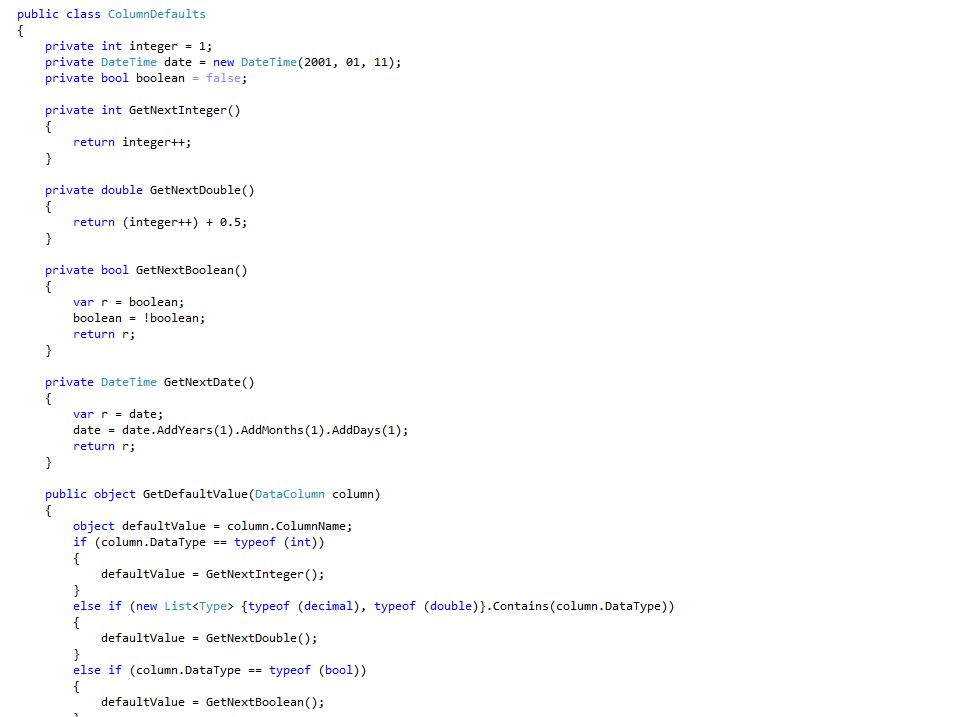 public class ColumnDefaults
{
    private int integer = 1;
    private DateTime date = new DateTime(2001, 01, 11);
    private bool boolean = false;

    private int GetNextInteger()
    {
        return integer++;
    }

    private double GetNextDouble()
    {
        return (integer++) + 0.5;
    }

    private bool GetNextBoolean()
    {
        var r = boolean;
        boolean = !boolean;
        return r;
    }

    private DateTime GetNextDate()
    {
        var r = date;
        date = date.AddYears(1).AddMonths(1).AddDays(1);
        return r;
    }

    public object GetDefaultValue(DataColumn column)
    {
        object defaultValue = column.ColumnName;
        if (column.DataType == typeof (int))
        {
            defaultValue = GetNextInteger();
        }
        else if (new List<Type> {typeof (decimal), typeof (double)}.Contains(column.DataType))
        {
            defaultValue = GetNextDouble();
        }
        else if (column.DataType == typeof (bool))
        {
            defaultValue = GetNextBoolean();
        }